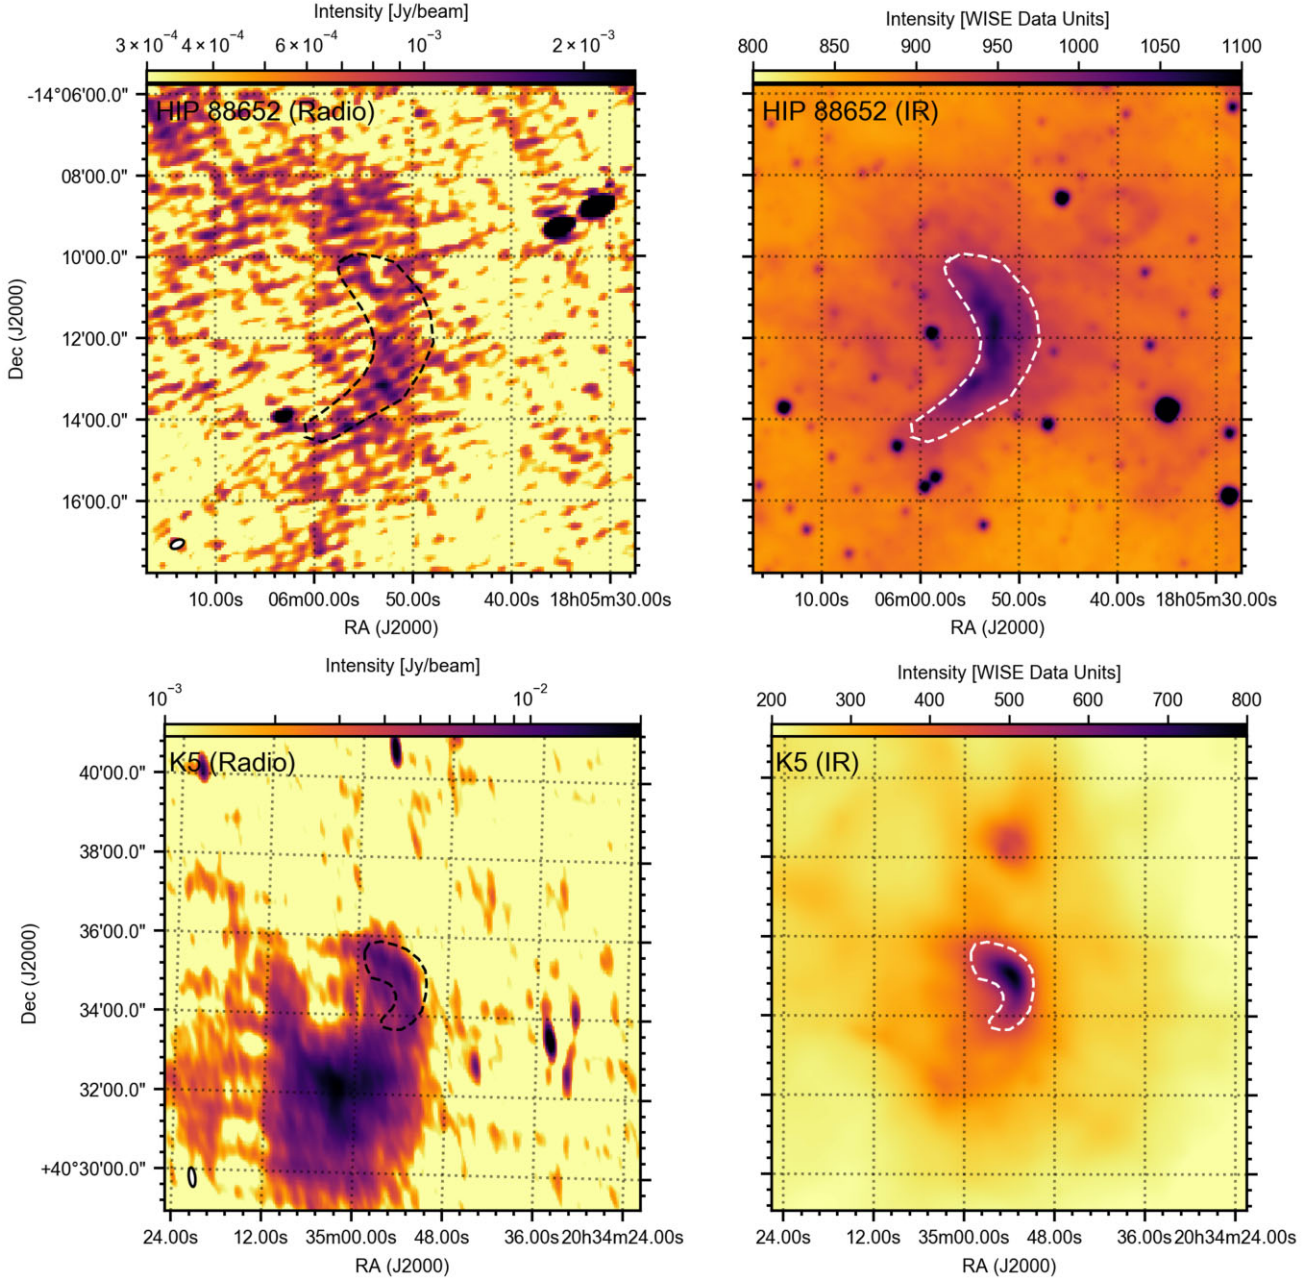 Intensity [Jy/beam]
3×10⁻⁴ 4×10⁻⁴ 6×10⁻⁴ 10⁻³ 2×10⁻³
HIP 88652 (Radio)
-14°06'00.0"
08'00.0"
10'00.0"
12'00.0"
14'00.0"
16'00.0"
Dec (J2000)
10.00s 06m00.00s 50.00s 40.00s 18h05m30.00s
RA (J2000)
Intensity [WISE Data Units]
800 850 900 950 1000 1050 1100
HIP 88652 (IR)
10.00s 06m00.00s 50.00s 40.00s 18h05m30.00s
RA (J2000)
Intensity [Jy/beam]
10⁻³ 10⁻²
K5 (Radio)
40'00.0"
38'00.0"
36'00.0"
34'00.0"
32'00.0"
+40°30'00.0"
Dec (J2000)
24.00s 12.00s 35m00.00s 48.00s 36.00s 20h34m24.00s
RA (J2000)
Intensity [WISE Data Units]
200 300 400 500 600 700 800
K5 (IR)
24.00s 12.00s 35m00.00s 48.00s 36.00s 20h34m24.00s
RA (J2000)